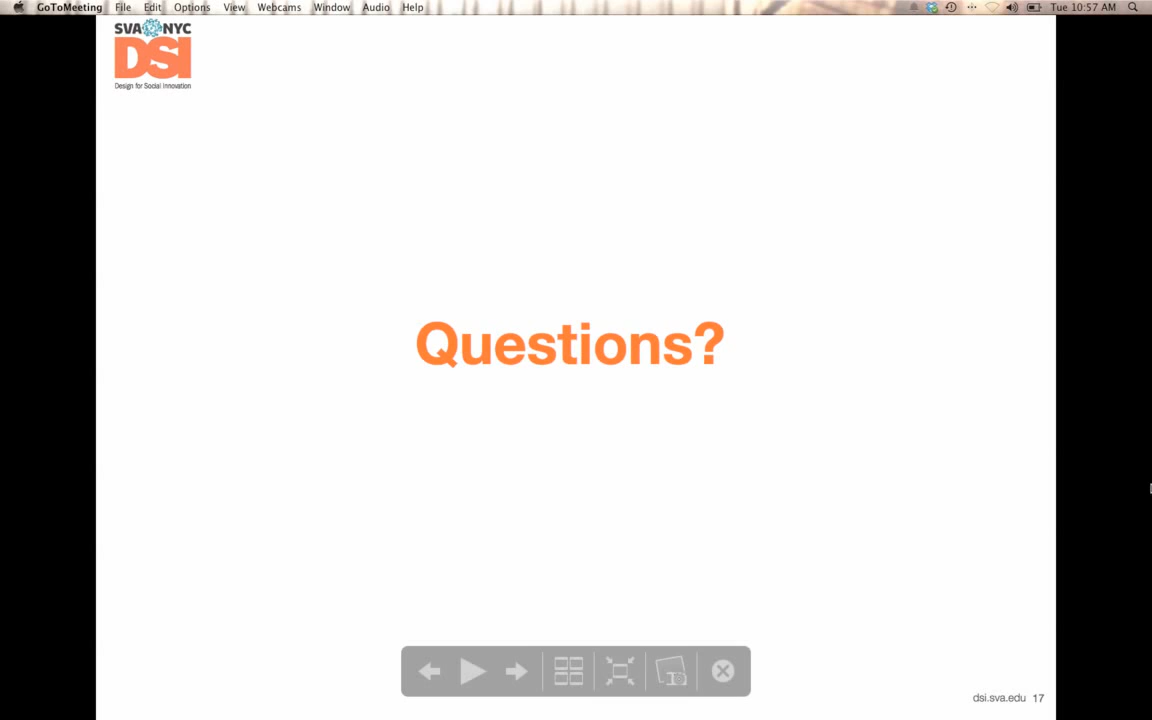 GoToMeeting File Edit Options View Webcams Window Audio Help Tue 10:57 AM
SVA NYC
DSI
Design for Social Innovation
Questions?
dsi.sva.edu 17